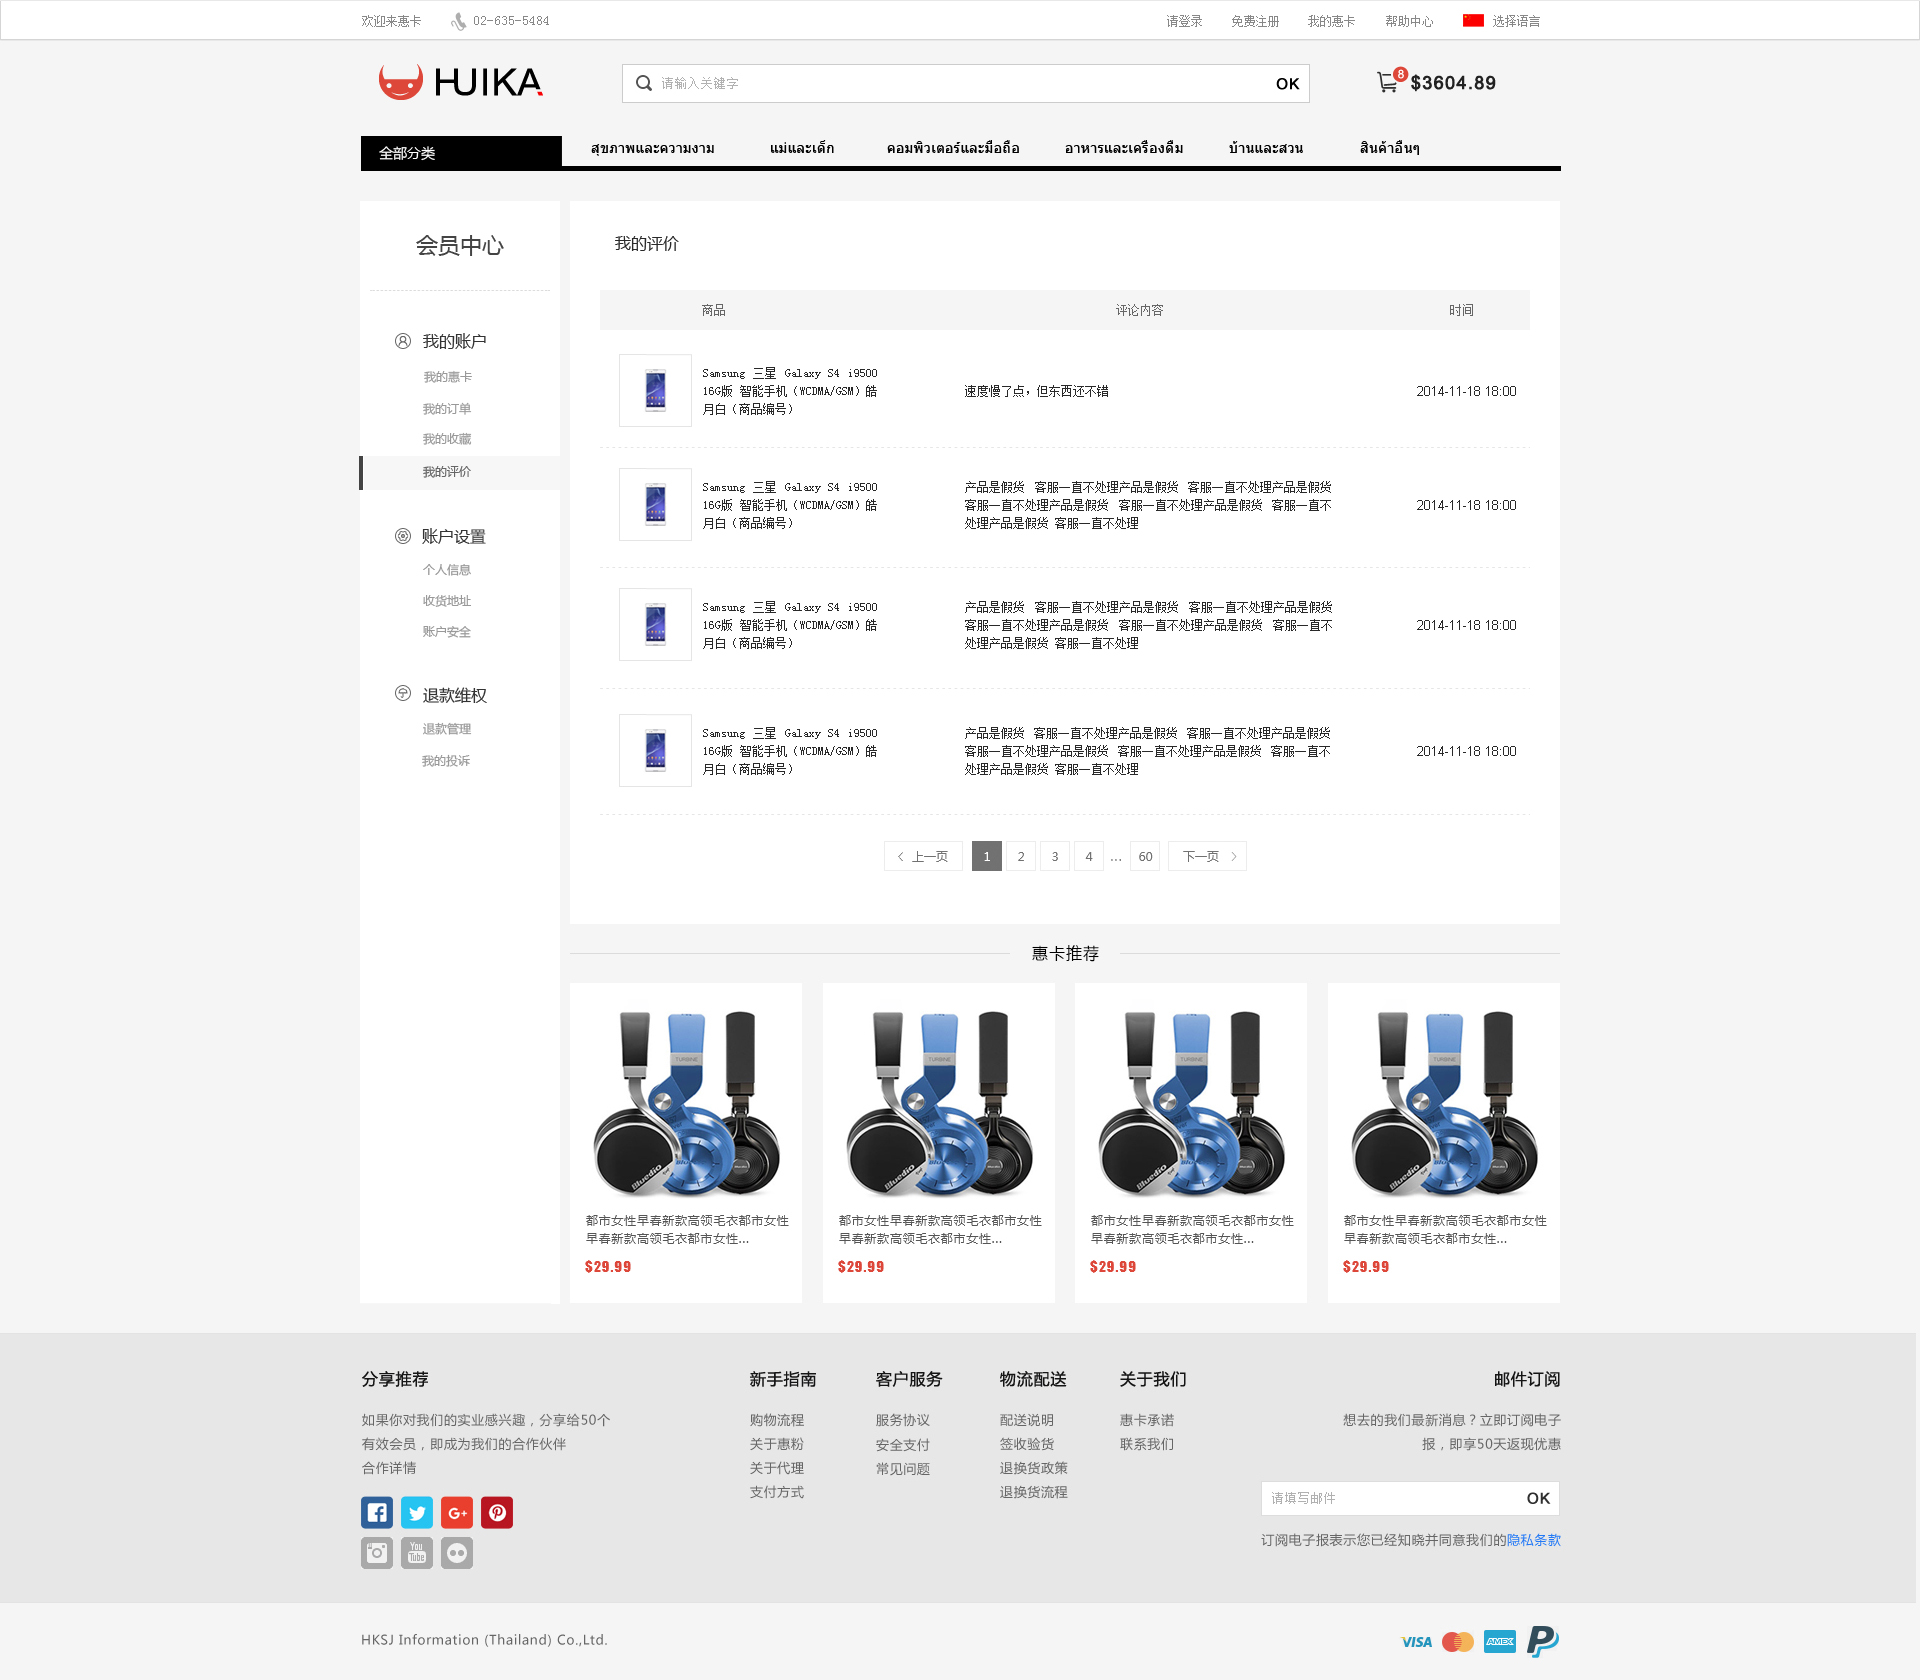 欢迎来惠卡
02-635-5484
请登录
免费注册
我的惠卡
帮助中心
选择语言
HUIKA
请输入关键字
OK
8
$3604.89
全部分类
สุขภาพและความงาม
แม่และเด็ก
คอมพิวเตอร์และมือถือ
อาหารและเครื่องดื่ม
บ้านและสวน
สินค้าอื่นๆ
会员中心
我的账户
我的惠卡
我的订单
我的收藏
我的评价
账户设置
个人信息
收货地址
账户安全
退款维权
退款管理
我的投诉
我的评价
商品
评论内容
时间
Samsung 三星 Galaxy S4 i9500
16G版 智能手机（WCDMA/GSM）皓
月白（商品编号）
速度慢了点，但东西还不错
2014-11-18 18:00
Samsung 三星 Galaxy S4 i9500
16G版 智能手机（WCDMA/GSM）皓
月白（商品编号）
产品是假货 客服一直不处理产品是假货 客服一直不处理产品是假货
客服一直不处理产品是假货 客服一直不处理产品是假货 客服一直不
处理产品是假货 客服一直不处理
2014-11-18 18:00
Samsung 三星 Galaxy S4 i9500
16G版 智能手机（WCDMA/GSM）皓
月白（商品编号）
产品是假货 客服一直不处理产品是假货 客服一直不处理产品是假货
客服一直不处理产品是假货 客服一直不处理产品是假货 客服一直不
处理产品是假货 客服一直不处理
2014-11-18 18:00
Samsung 三星 Galaxy S4 i9500
16G版 智能手机（WCDMA/GSM）皓
月白（商品编号）
产品是假货 客服一直不处理产品是假货 客服一直不处理产品是假货
客服一直不处理产品是假货 客服一直不处理产品是假货 客服一直不
处理产品是假货 客服一直不处理
2014-11-18 18:00
上一页 1 2 3 4 ... 60 下一页
惠卡推荐
TURBINE
Bluedio
都市女性早春新款高领毛衣都市女性
早春新款高领毛衣都市女性...
$29.99
TURBINE
Bluedio
都市女性早春新款高领毛衣都市女性
早春新款高领毛衣都市女性...
$29.99
TURBINE
Bluedio
都市女性早春新款高领毛衣都市女性
早春新款高领毛衣都市女性...
$29.99
TURBINE
Bluedio
都市女性早春新款高领毛衣都市女性
早春新款高领毛衣都市女性...
$29.99
分享推荐
如果你对我们的实业感兴趣，分享给50个
有效会员，即成为我们的合作伙伴
合作详情
G+
You
Tube
新手指南
购物流程
关于惠粉
关于代理
支付方式
客户服务
服务协议
安全支付
常见问题
物流配送
配送说明
签收验货
退换货政策
退换货流程
关于我们
惠卡承诺
联系我们
邮件订阅
想去的我们最新消息？立即订阅电子
报，即享50天返现优惠
请填写邮件
OK
订阅电子报表示您已经知晓并同意我们的隐私条款
HKSJ Information (Thailand) Co.,Ltd.
VISA
AMEX